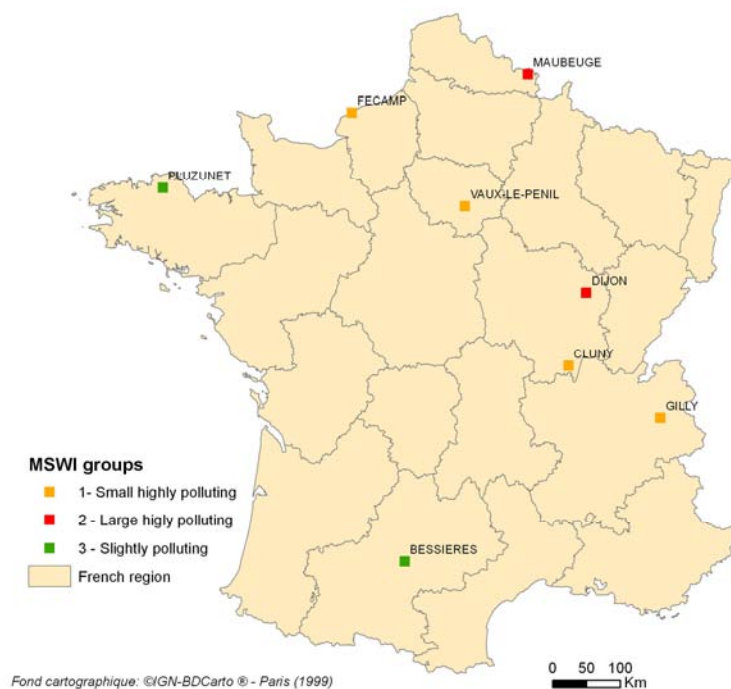 MAUBEUGE
FECAMP
PLUZUNET
VAUX-LE-PENIL
DIJON
CLUNY
GILLY
MSWI groups
1- Small highly polluting
2 - Large higly polluting
3 - Slightly polluting
French region
BESSIERES
0 50 100
Km
Fond cartographique: ©IGN-BDCarto ® - Paris (1999)